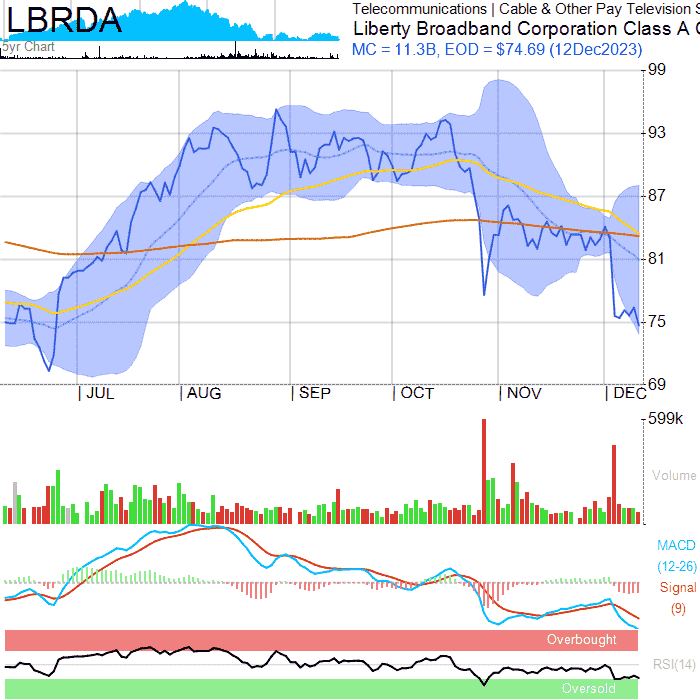 LBRDA
5yr Chart
Telecommunications | Cable & Other Pay Television S
Liberty Broadband Corporation Class A C
MC = 11.3B, EOD = $74.69 (12Dec2023)
99
93
87
81
75
69
JUL AUG SEP OCT NOV DEC
599k
Volume
MACD
(12-26)
Signal
(9)
Overbought
RSI(14)
Oversold